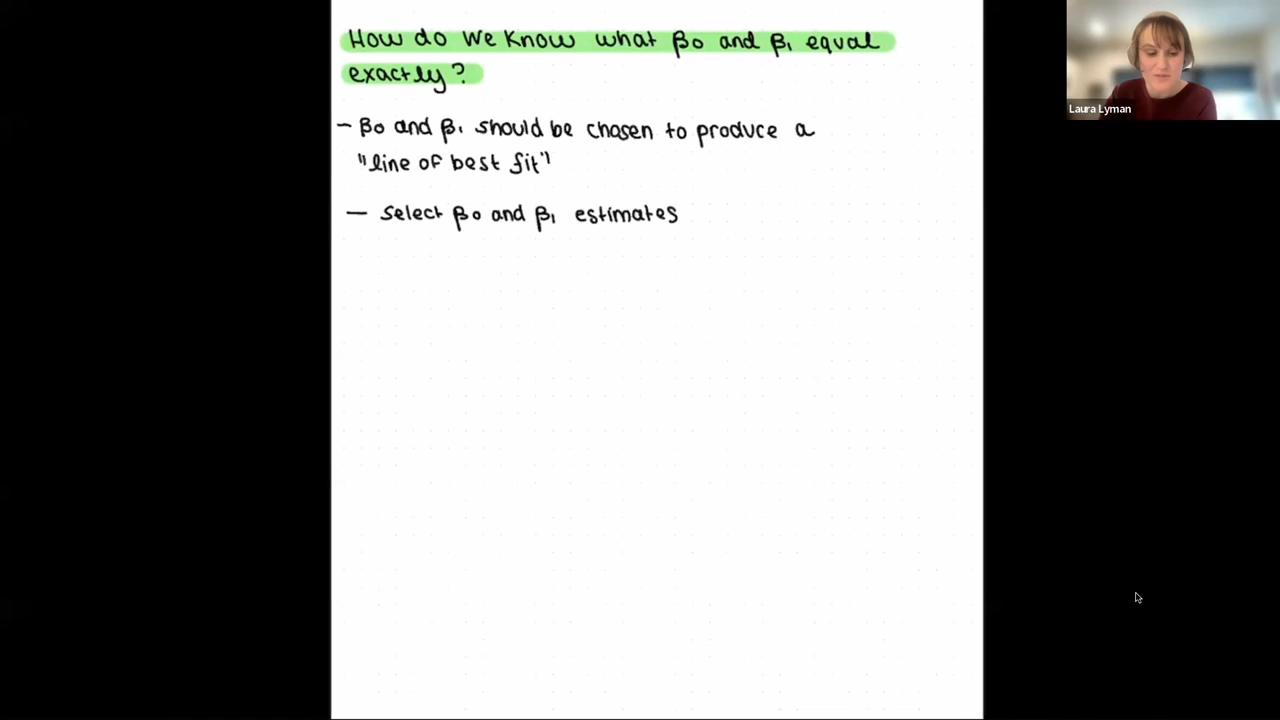 How do we know what β₀ and β₁ equal
exactly?
- β₀ and β₁ should be chosen to produce a
"line of best fit"
- select β₀ and β₁ estimates
Laura Lyman